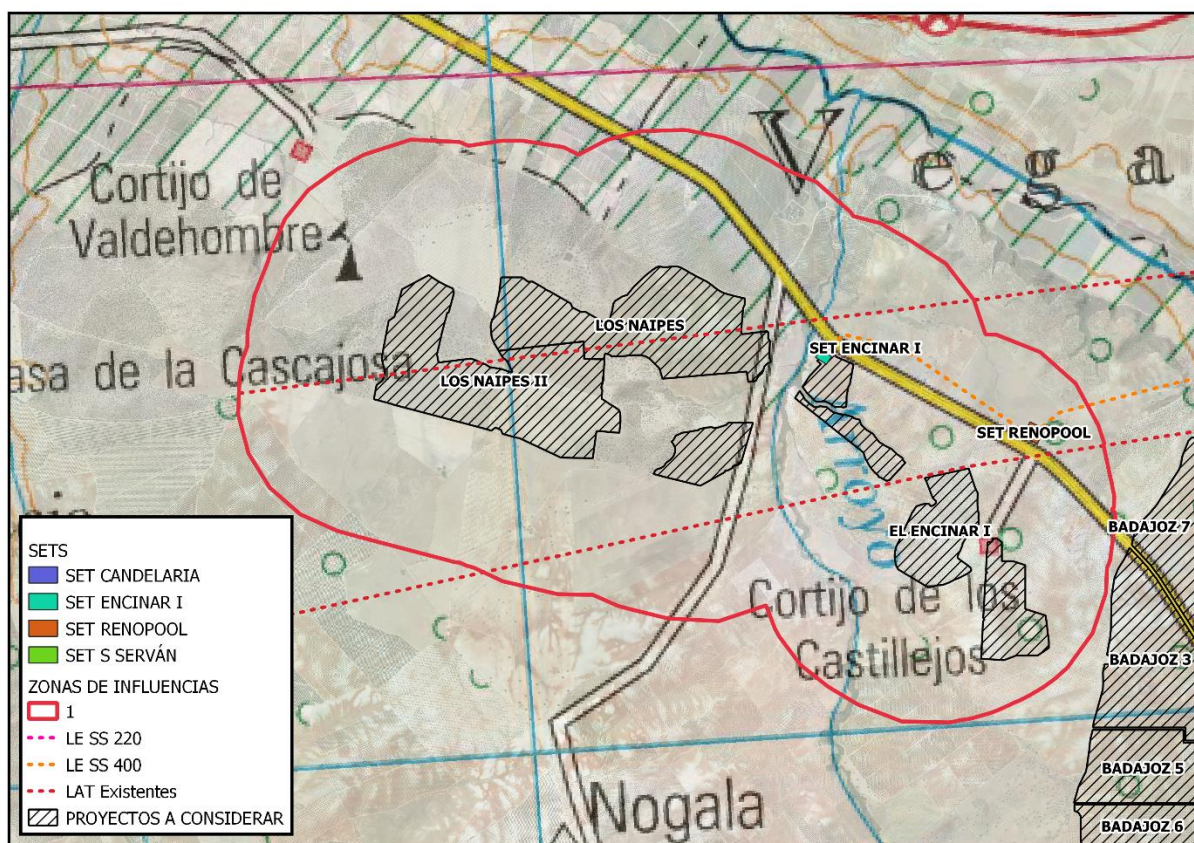 V e g a
Cortijo de
Valdehombre
asa de la Cascajosa
LOS NAIPES
SET ENCINAR I
LOS NAIPES II
SET RENOPOOL
Arroyo
EL ENCINAR I
BADAJOZ 7
Cortijo de los
Castillejos
BADAJOZ 3
BADAJOZ 5
BADAJOZ 6
Nogala
SETS
SET CANDELARIA
SET ENCINAR I
SET RENOPOOL
SET S SERVÁN
ZONAS DE INFLUENCIAS
1
LE SS 220
LE SS 400
LAT Existentes
PROYECTOS A CONSIDERAR